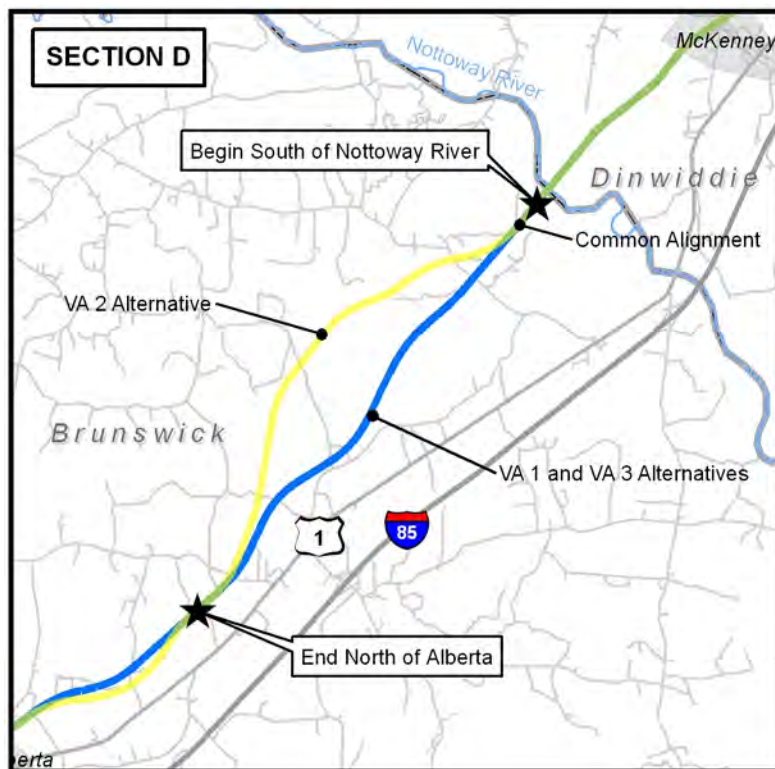 SECTION D
McKenney
Nottoway River
Begin South of Nottoway River
Dinwiddie
Common Alignment
VA 2 Alternative
Brunswick
VA 1 and VA 3 Alternatives
1
85
End North of Alberta
erta